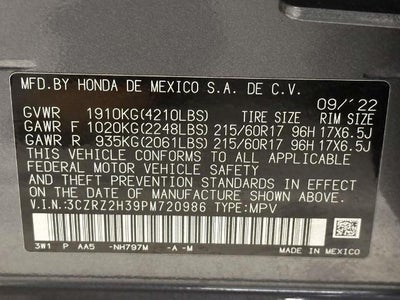 MFD.BY HONDA DE MEXICO S.A. DE C.V.
09/'22
GVWR 1910KG(4210LBS) TIRE SIZE RIM SIZE
GAWR F 1020KG(2248LBS) 215/60R17 96H 17X6.5J
GAWR R 935KG(2061LBS) 215/60R17 96H 17X6.5J
THIS VEHICLE CONFORMS TO ALL APPLICABLE
FEDERAL MOTOR VEHICLE SAFETY
AND THEFT PREVENTION STANDARDS IN EFFECT
ON THE DATE OF MANUFACTURE SHOWN ABOVE.
V.I.N.:3CZRZ2H39PM720986 TYPE:MPV
3W1 P AA5 -NH797M -A -M MADE IN MEXICO